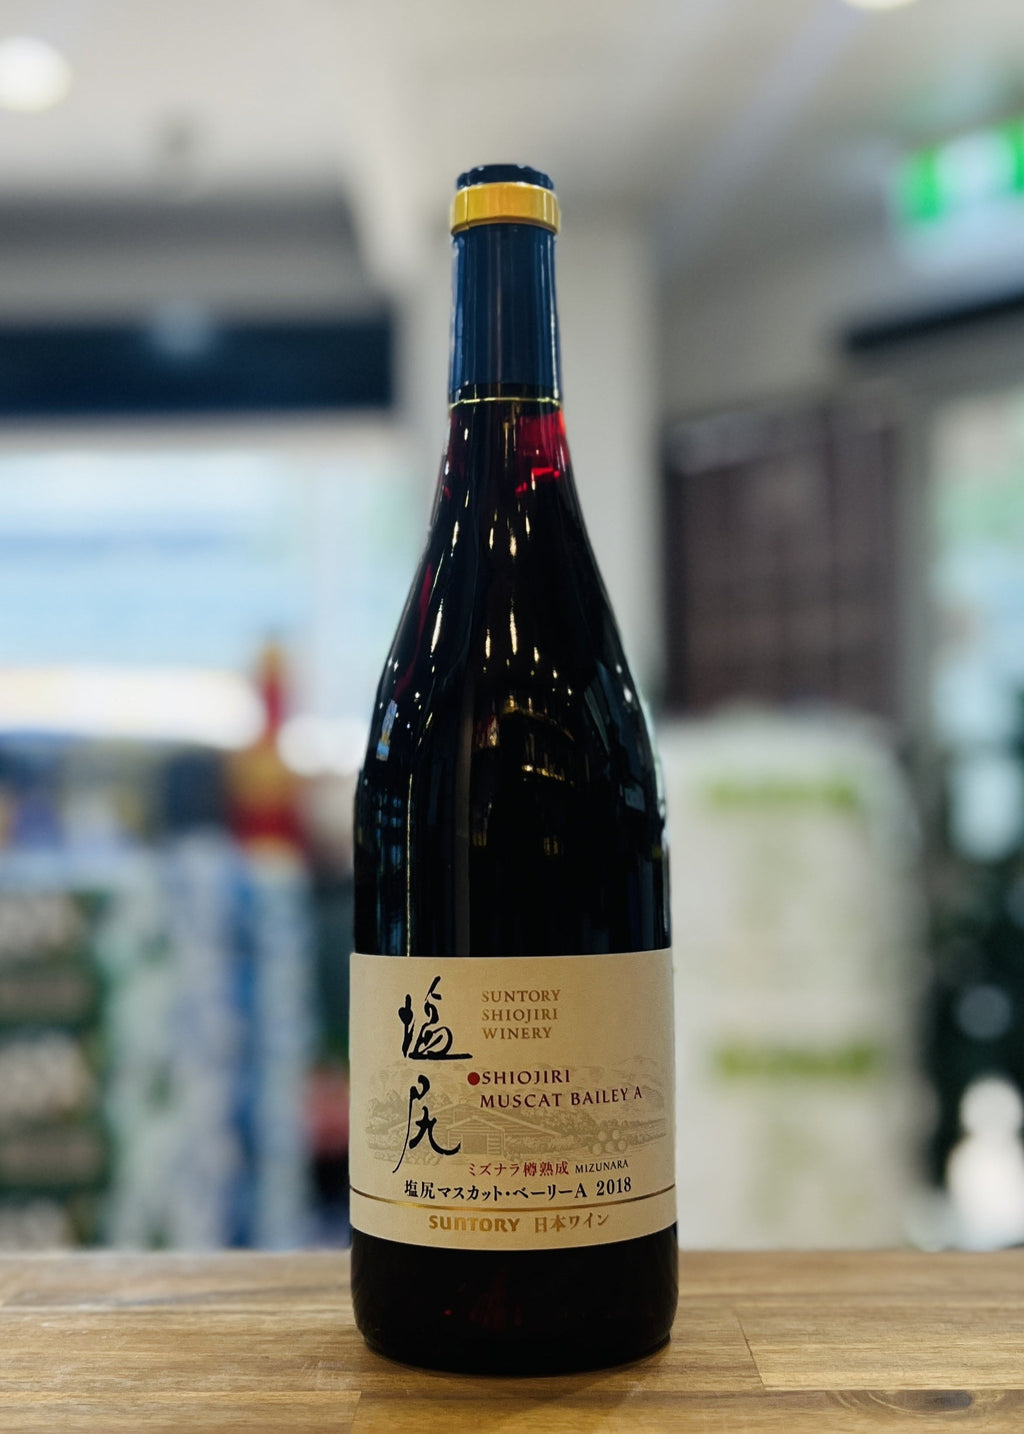 塩尻
SUNTORY
SHIOJIRI
WINERY
SHIOJIRI
MUSCAT BAILEY A
ミズナラ樽熟成 MIZUNARA
塩尻マスカット・ベーリーA 2018
SUNTORY 日本ワイン